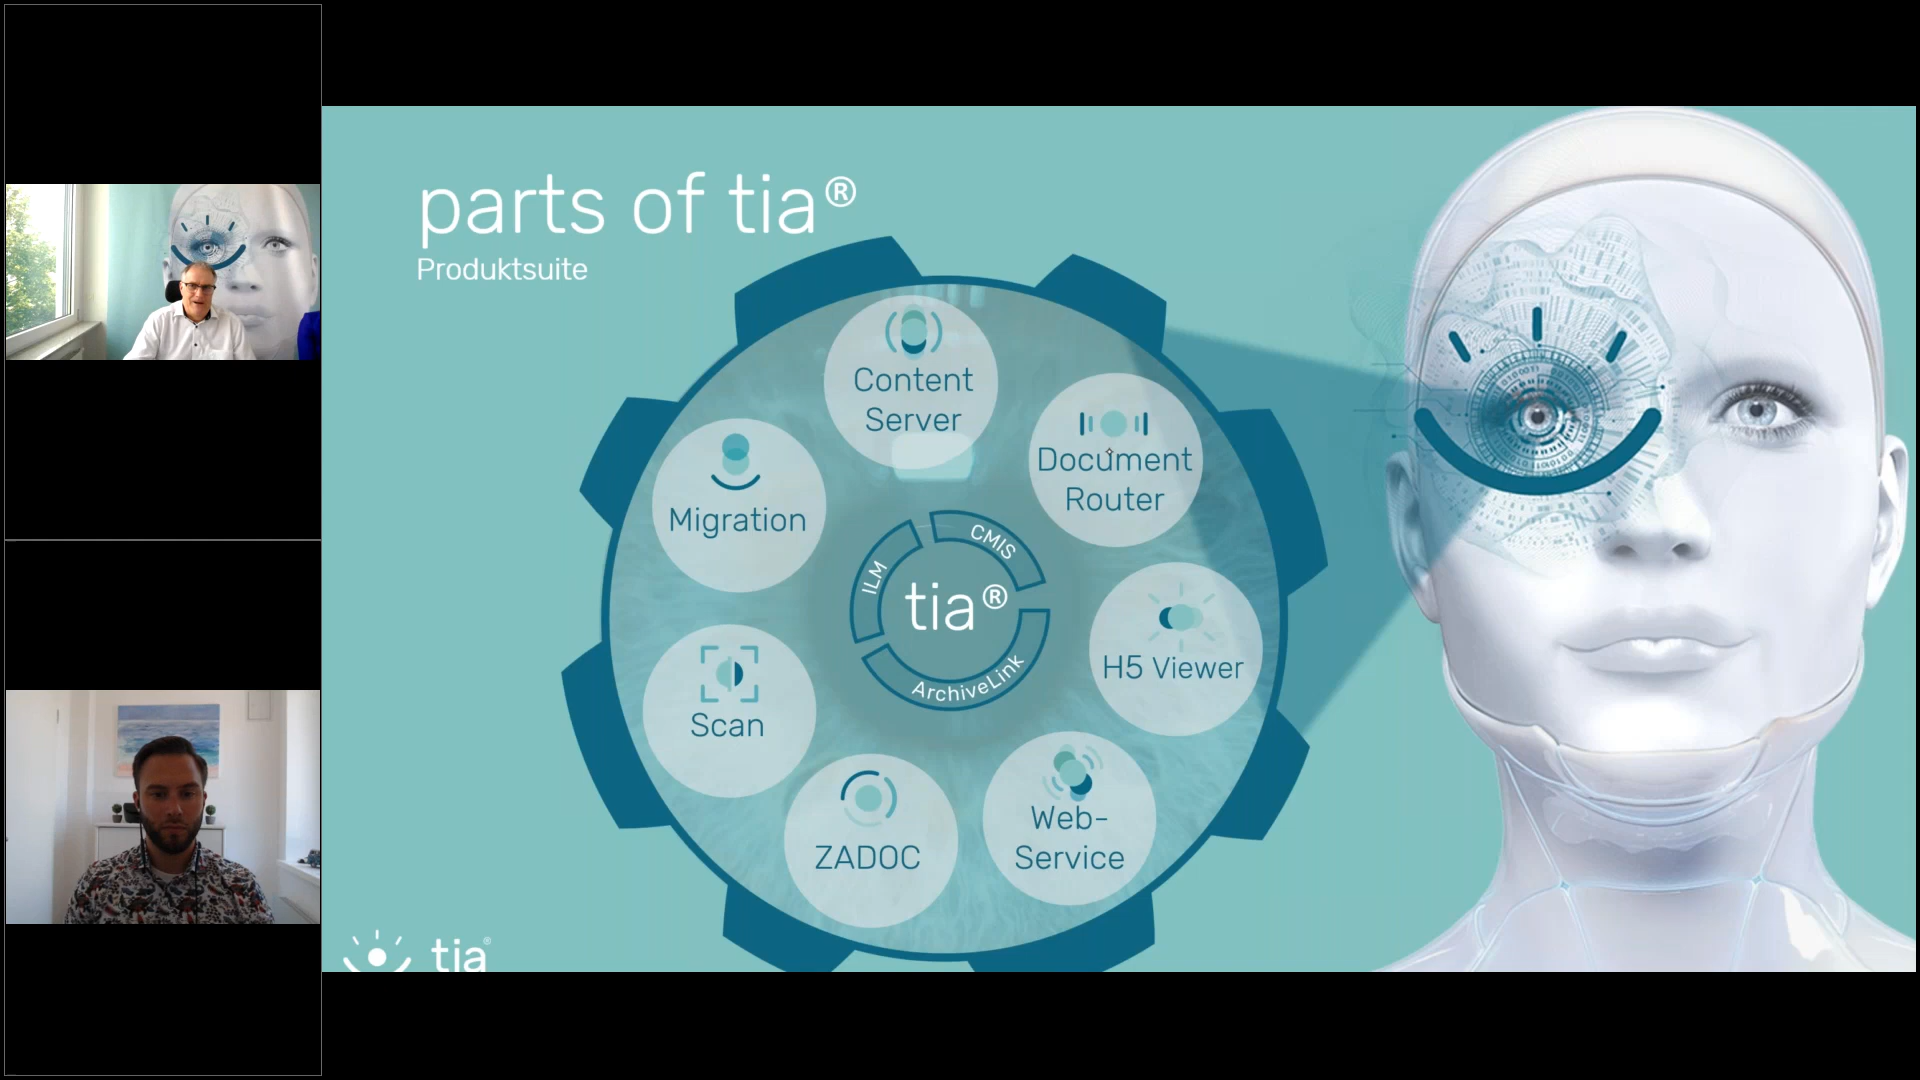 parts of tia®
Produktsuite
Content
Server
Document
Router
Migration
CMIS
ILM
tia®
ArchiveLink
H5 Viewer
Scan
Web-
Service
ZADOC
tia®